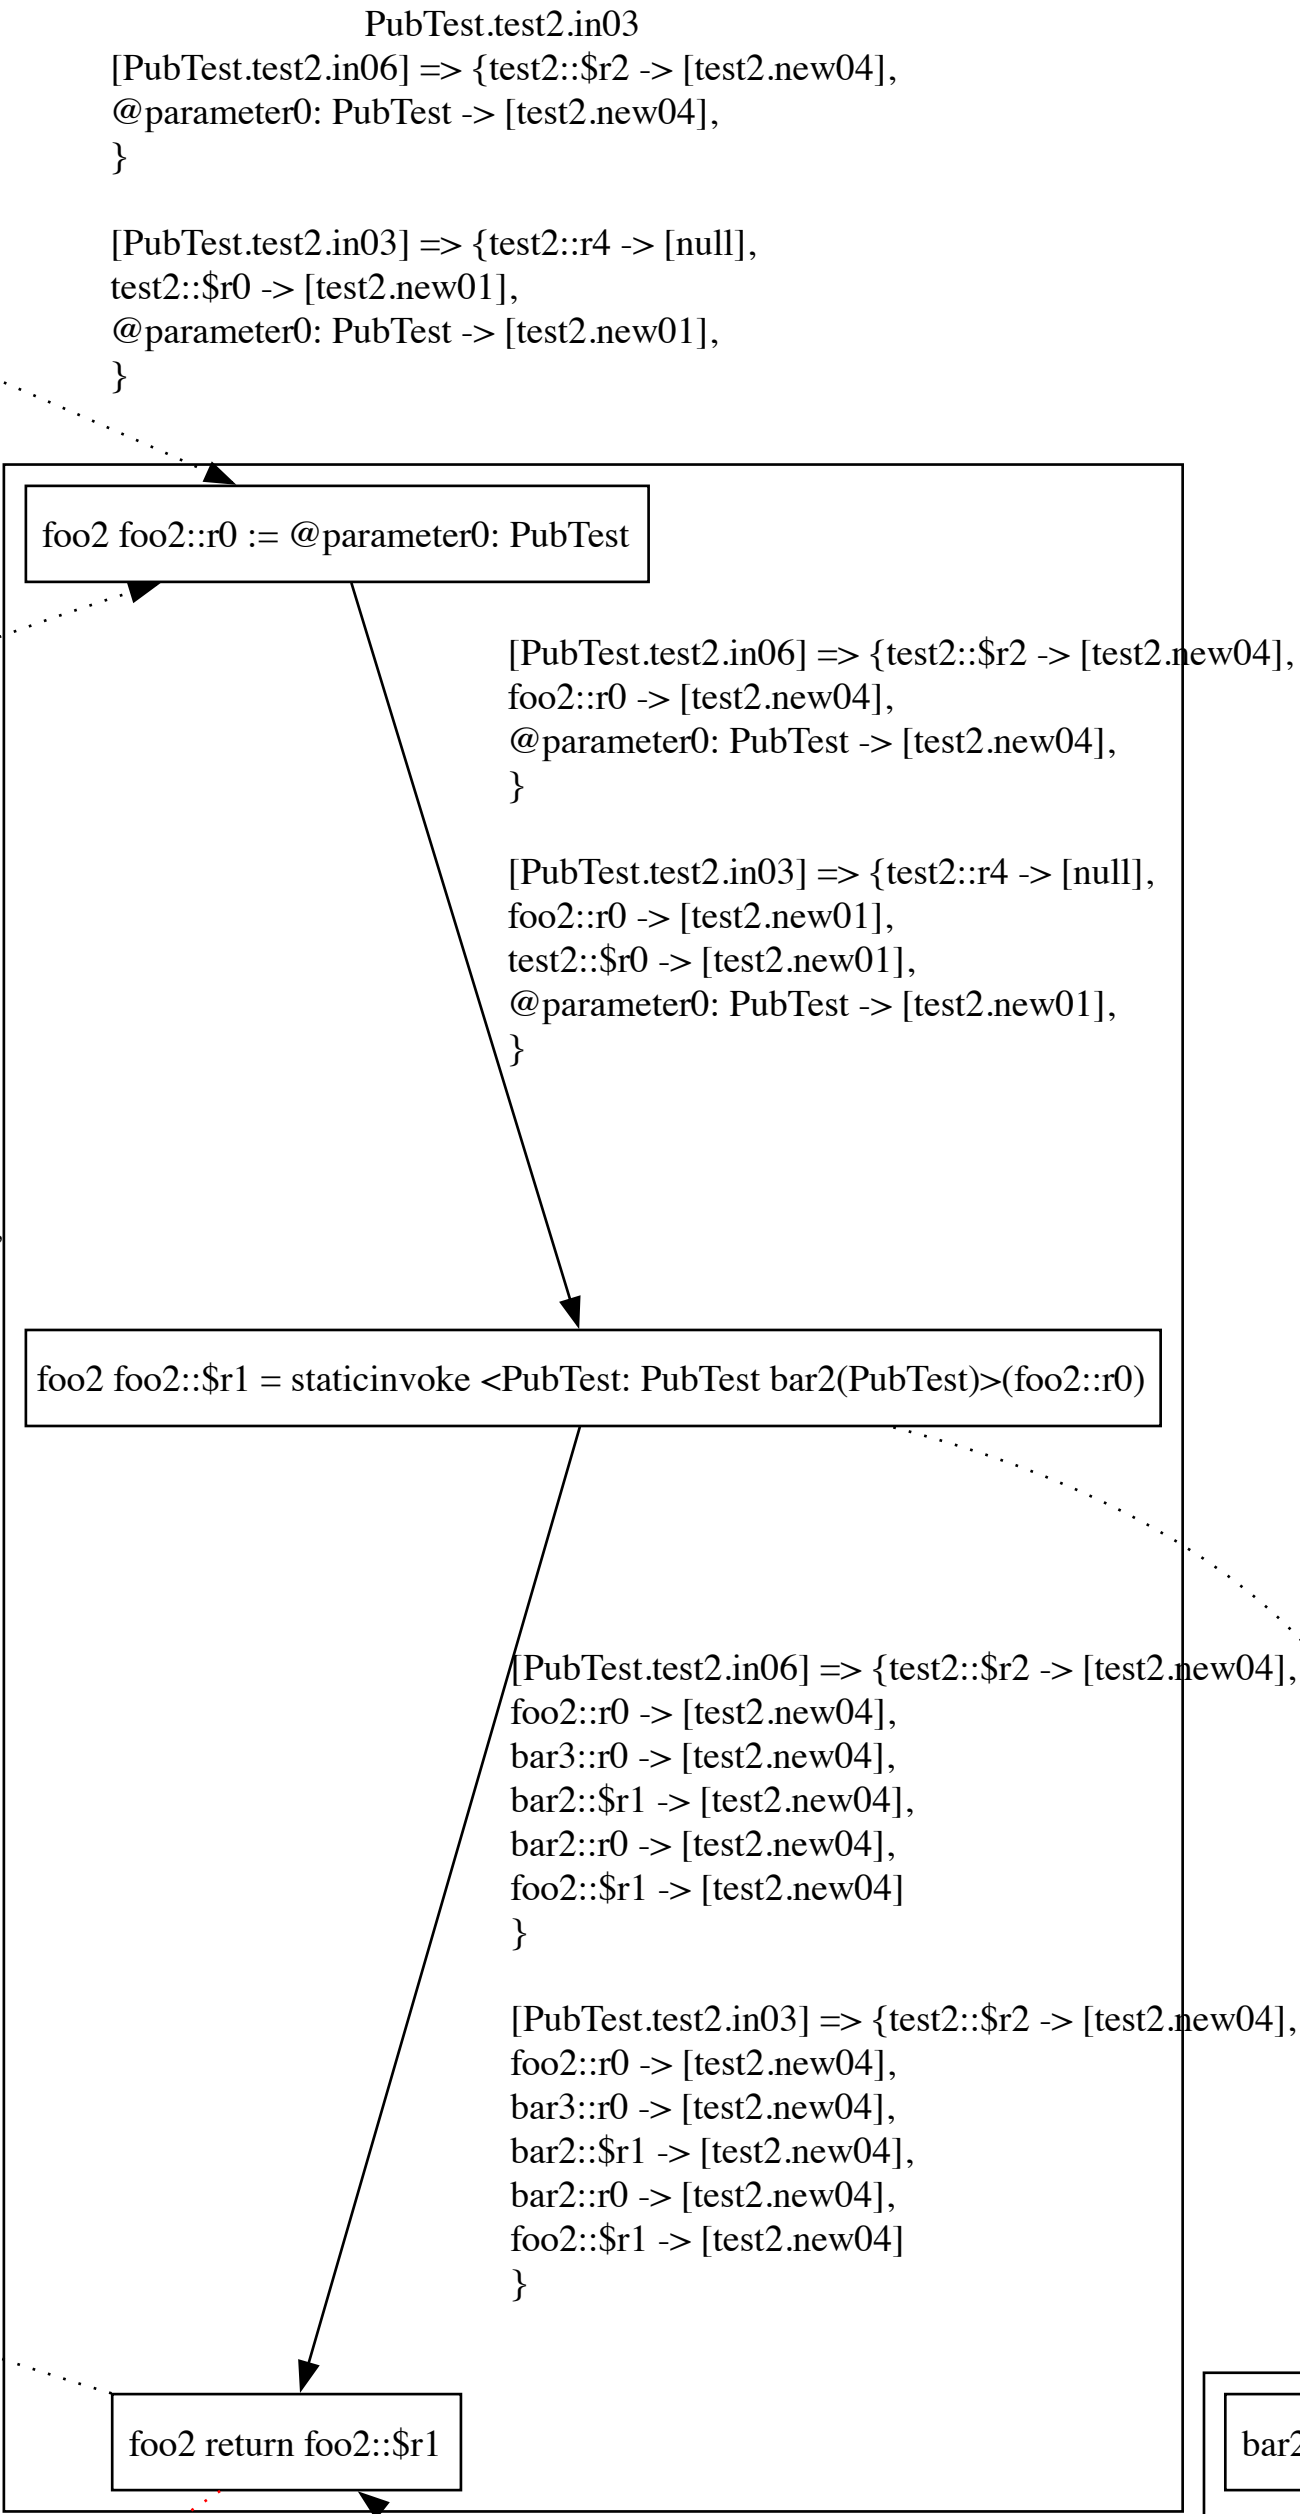 PubTest.test2.in03
[PubTest.test2.in06] => {test2::$r2 -> [test2.new04],
@parameter0: PubTest -> [test2.new04],
}
[PubTest.test2.in03] => {test2::r4 -> [null],
test2::$r0 -> [test2.new01],
@parameter0: PubTest -> [test2.new01],
}
foo2 foo2::r0 := @parameter0: PubTest
[PubTest.test2.in06] => {test2::$r2 -> [test2.new04],
foo2::r0 -> [test2.new04],
@parameter0: PubTest -> [test2.new04],
}
[PubTest.test2.in03] => {test2::r4 -> [null],
foo2::r0 -> [test2.new01],
test2::$r0 -> [test2.new01],
@parameter0: PubTest -> [test2.new01],
}
foo2 foo2::$r1 = staticinvoke <PubTest: PubTest bar2(PubTest)>(foo2::r0)
[PubTest.test2.in06] => {test2::$r2 -> [test2.new04],
foo2::r0 -> [test2.new04],
bar3::r0 -> [test2.new04],
bar2::$r1 -> [test2.new04],
bar2::r0 -> [test2.new04],
foo2::$r1 -> [test2.new04]
}
[PubTest.test2.in03] => {test2::$r2 -> [test2.new04],
foo2::r0 -> [test2.new04],
bar3::r0 -> [test2.new04],
bar2::$r1 -> [test2.new04],
bar2::r0 -> [test2.new04],
foo2::$r1 -> [test2.new04]
}
foo2 return foo2::$r1
bar2